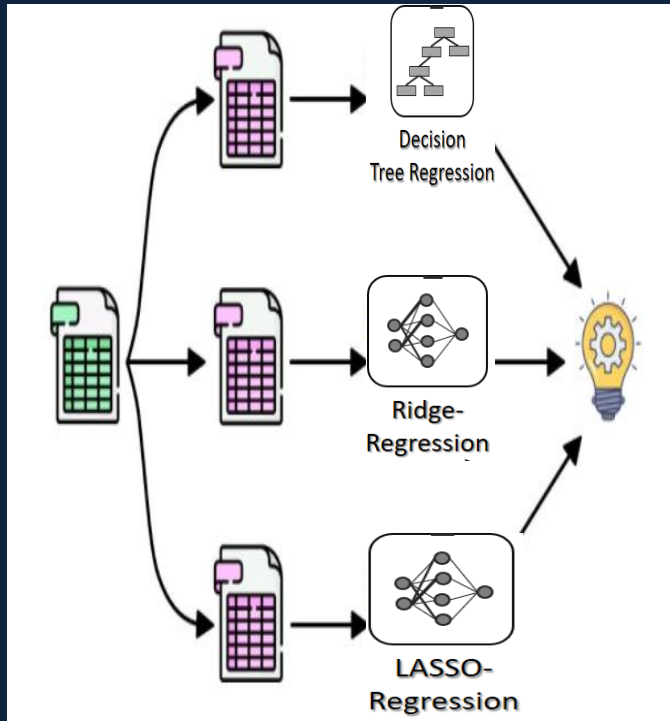 Decision
Tree Regression
Ridge-
Regression
LASSO-
Regression